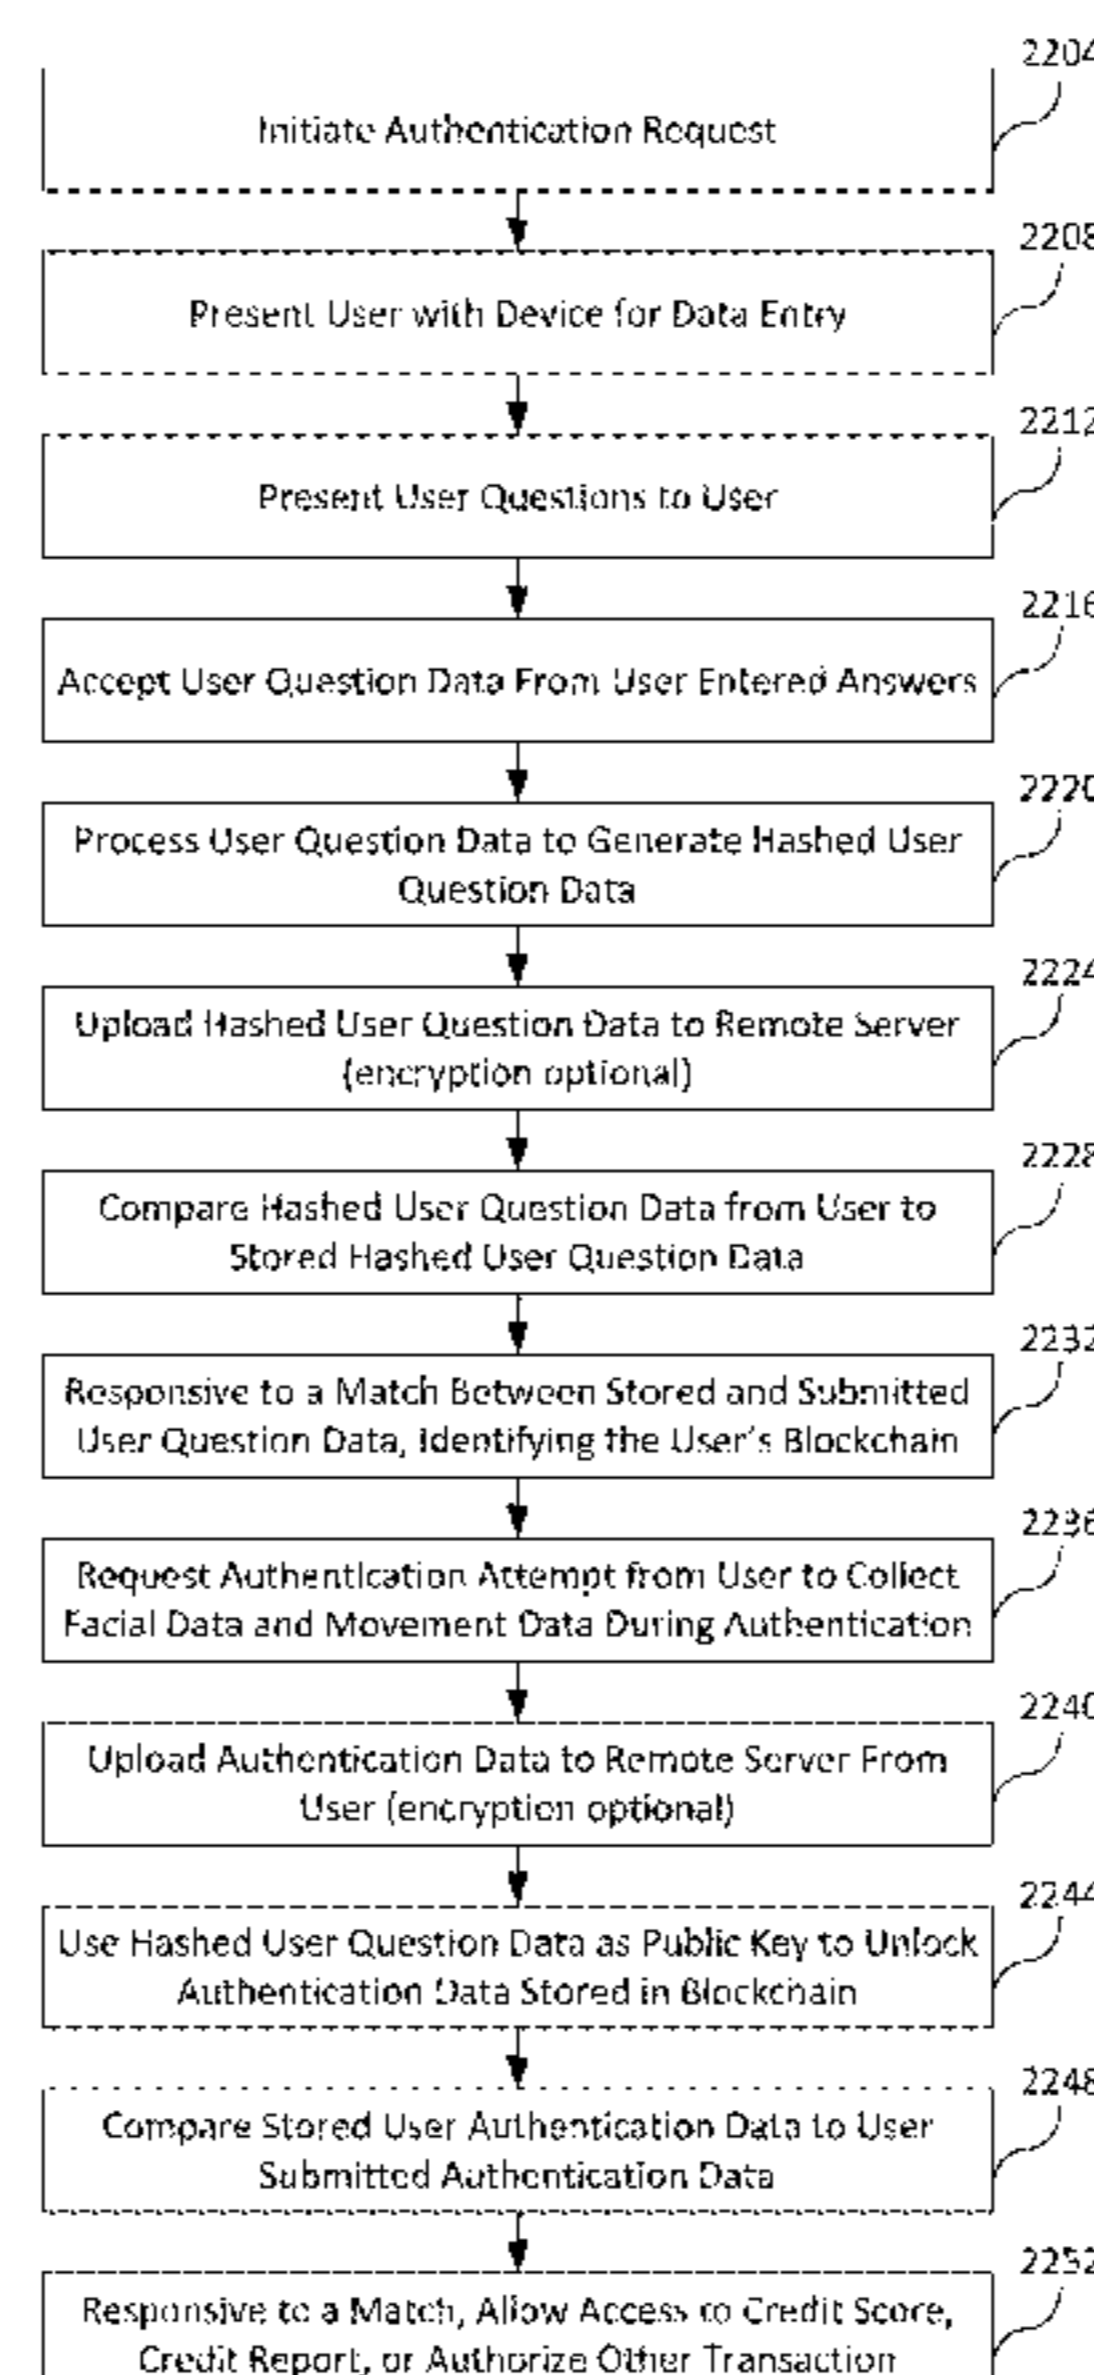 2204
Initiate Authentication Request
2208
Present User with Device for Data Entry
2212
Present User Questions to User
2216
Accept User Question Data From User Entered Answers
2220
Process User Question Data to Generate Hashed User
Question Data
2224
Upload Hashed User Question Data to Remote Server
(encryption optional)
2228
Compare Hashed User Question Data from User to
Stored Hashed User Question Data
2232
Responsive to a Match Between Stored and Submitted
User Question Data, Identifying the User's Blockchain
2236
Request Authentication Attempt from User to Collect
Facial Data and Movement Data During Authentication
2240
Upload Authentication Data to Remote Server From
User (encryption optional)
2244
Use Hashed User Question Data as Public Key to Unlock
Authentication Data Stored in Blockchain
2248
Compare Stored User Authentication Data to User
Submitted Authentication Data
2252
Responsive to a Match, Allow Access to Credit Score,
Credit Report, or Authorize Other Transaction